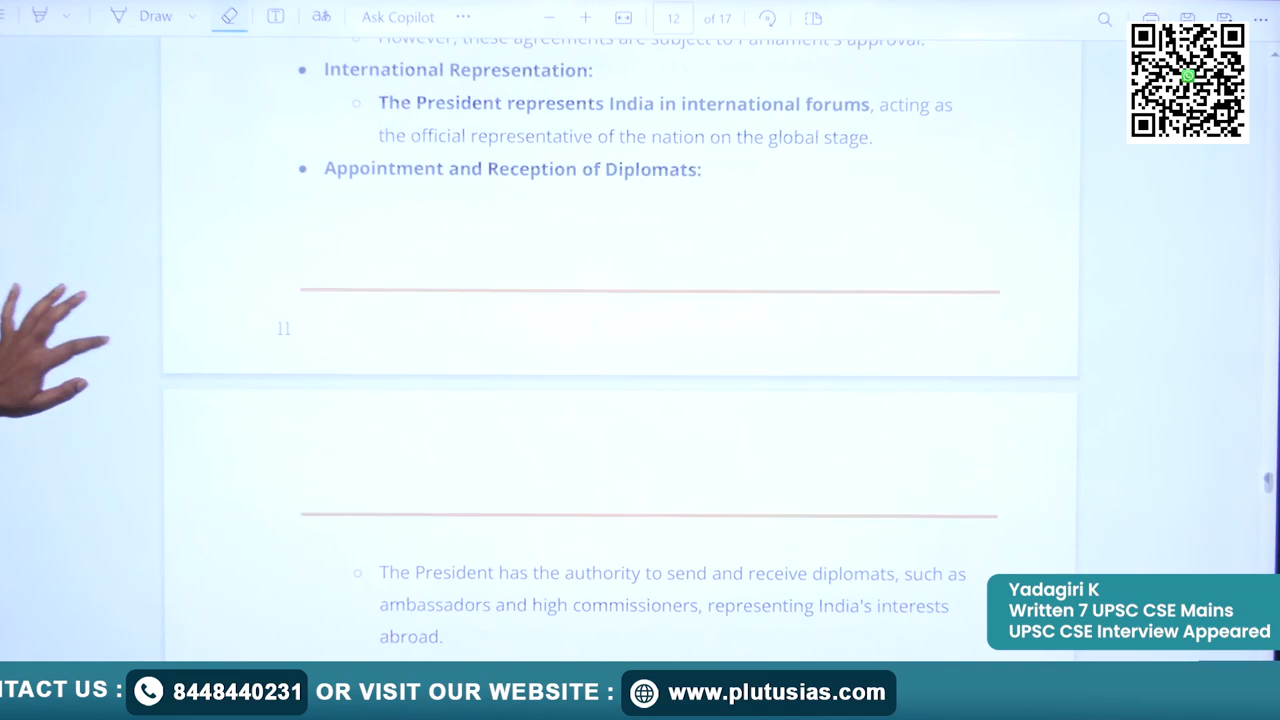 Draw
T
aあ
Ask Copilot
12 of 17
However, these agreements are subject to Parliament's approval.
International Representation:
The President represents India in international forums, acting as
the official representative of the nation on the global stage.
Appointment and Reception of Diplomats:
11
The President has the authority to send and receive diplomats, such as
ambassadors and high commissioners, representing India's interests
abroad.
Yadagiri K
Written 7 UPSC CSE Mains
UPSC CSE Interview Appeared
NTACT US : 8448440231 OR VISIT OUR WEBSITE : www.plutusias.com